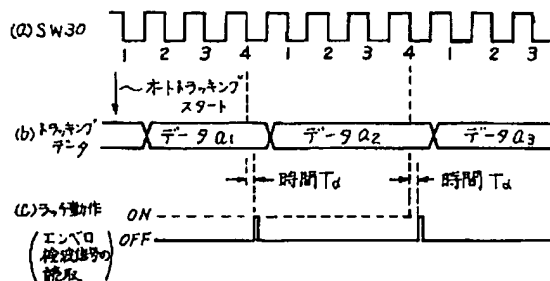 (a) SW30
1 2 3 4 1 2 3 4 1 2 3
オートトラッキング
スタート
(b) トラッキング
データ
データ a1 データ a2 データ a3
時間 Td 時間 Td
(C) ラッチ動作 ON
(エンベロ OFF
検波信号の
読取)